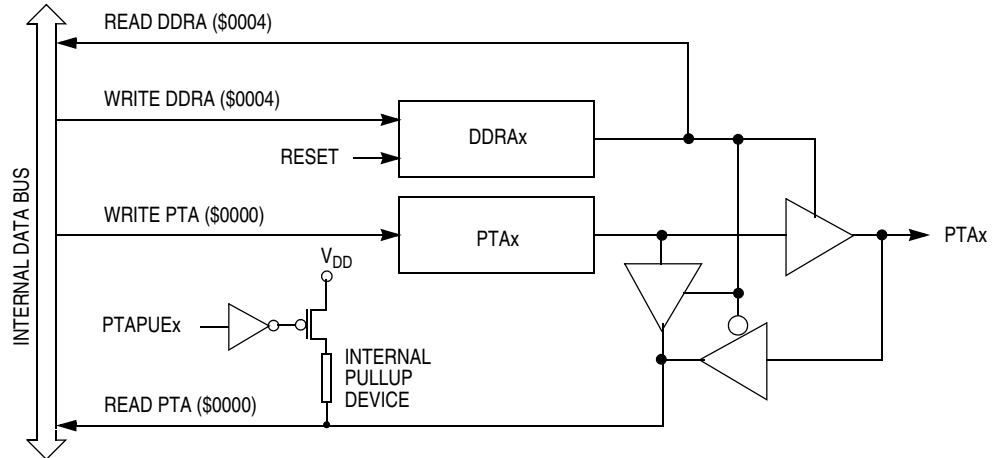 READ DDRA ($0004)
WRITE DDRA ($0004)
DDRAx
RESET
INTERNAL DATA BUS
WRITE PTA ($0000)
PTAx
PTAx
VDD
PTAPUEx
INTERNAL
PULLUP
DEVICE
READ PTA ($0000)